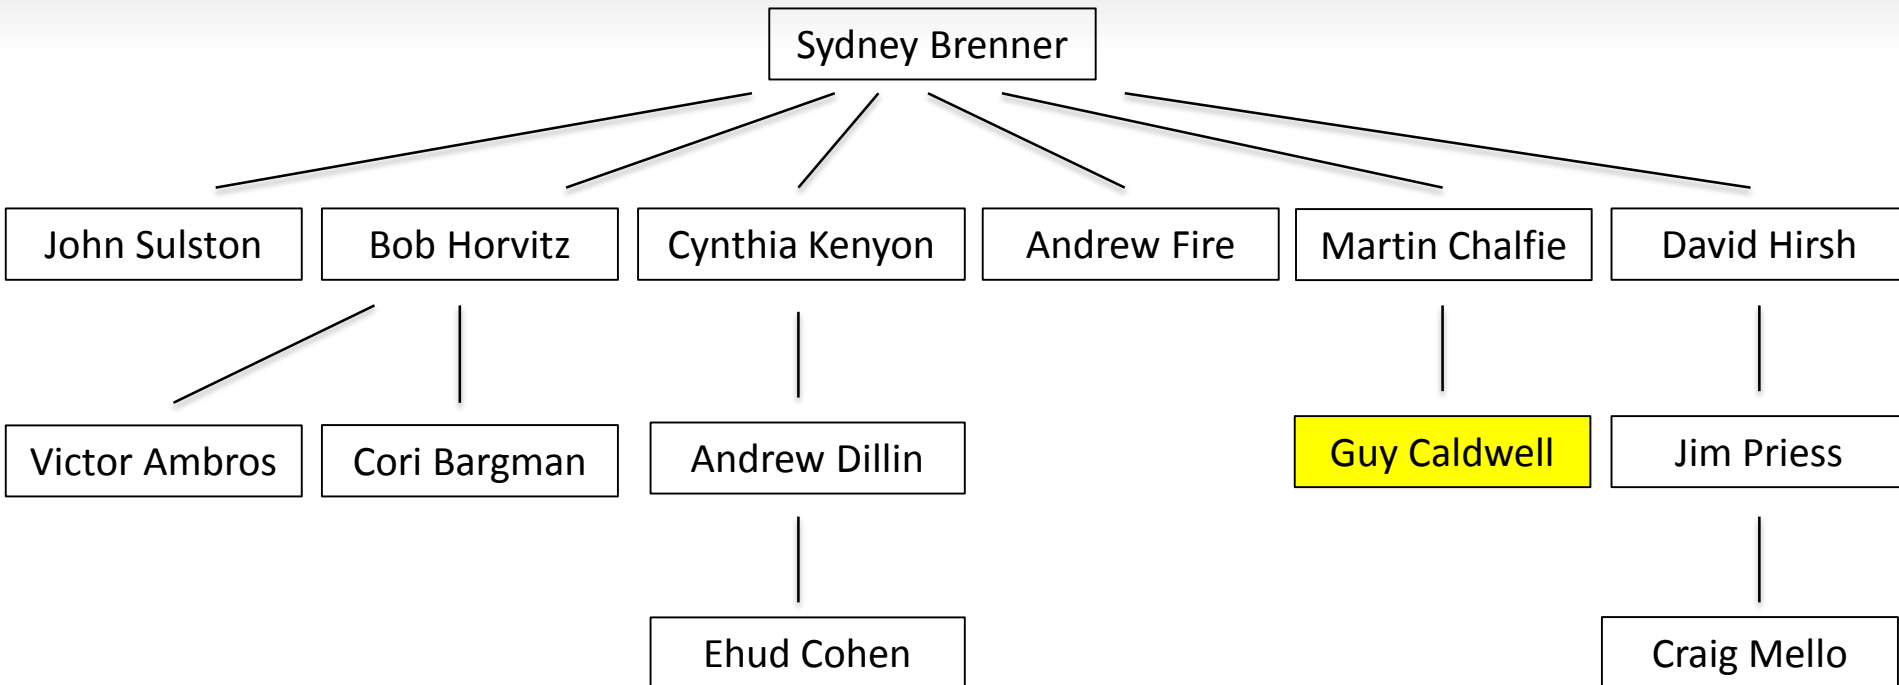 Sydney Brenner
John Sulston
Bob Horvitz
Cynthia Kenyon
Andrew Fire
Martin Chalfie
David Hirsh
Victor Ambros
Cori Bargman
Andrew Dillin
Guy Caldwell
Jim Priess
Ehud Cohen
Craig Mello